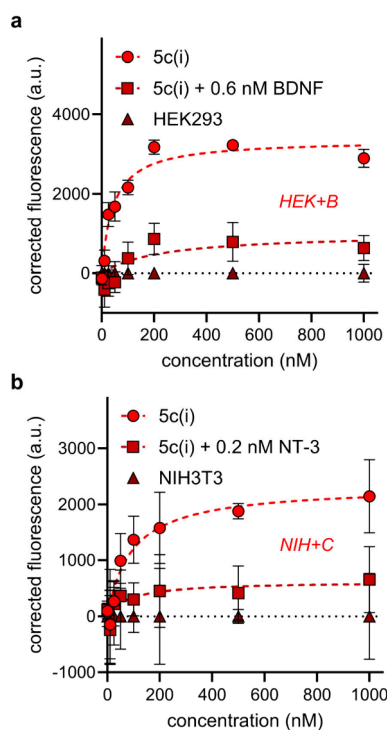 a
5c(i)
5c(i) + 0.6 nM BDNF
HEK293
corrected fluorescence (a.u.)
4000
2000
0
HEK+B
0 200 400 600 800 1000
concentration (nM)
b
5c(i)
5c(i) + 0.2 nM NT-3
NIH3T3
corrected fluorescence (a.u.)
3000
2000
1000
0
-1000
NIH+C
0 200 400 600 800 1000
concentration (nM)